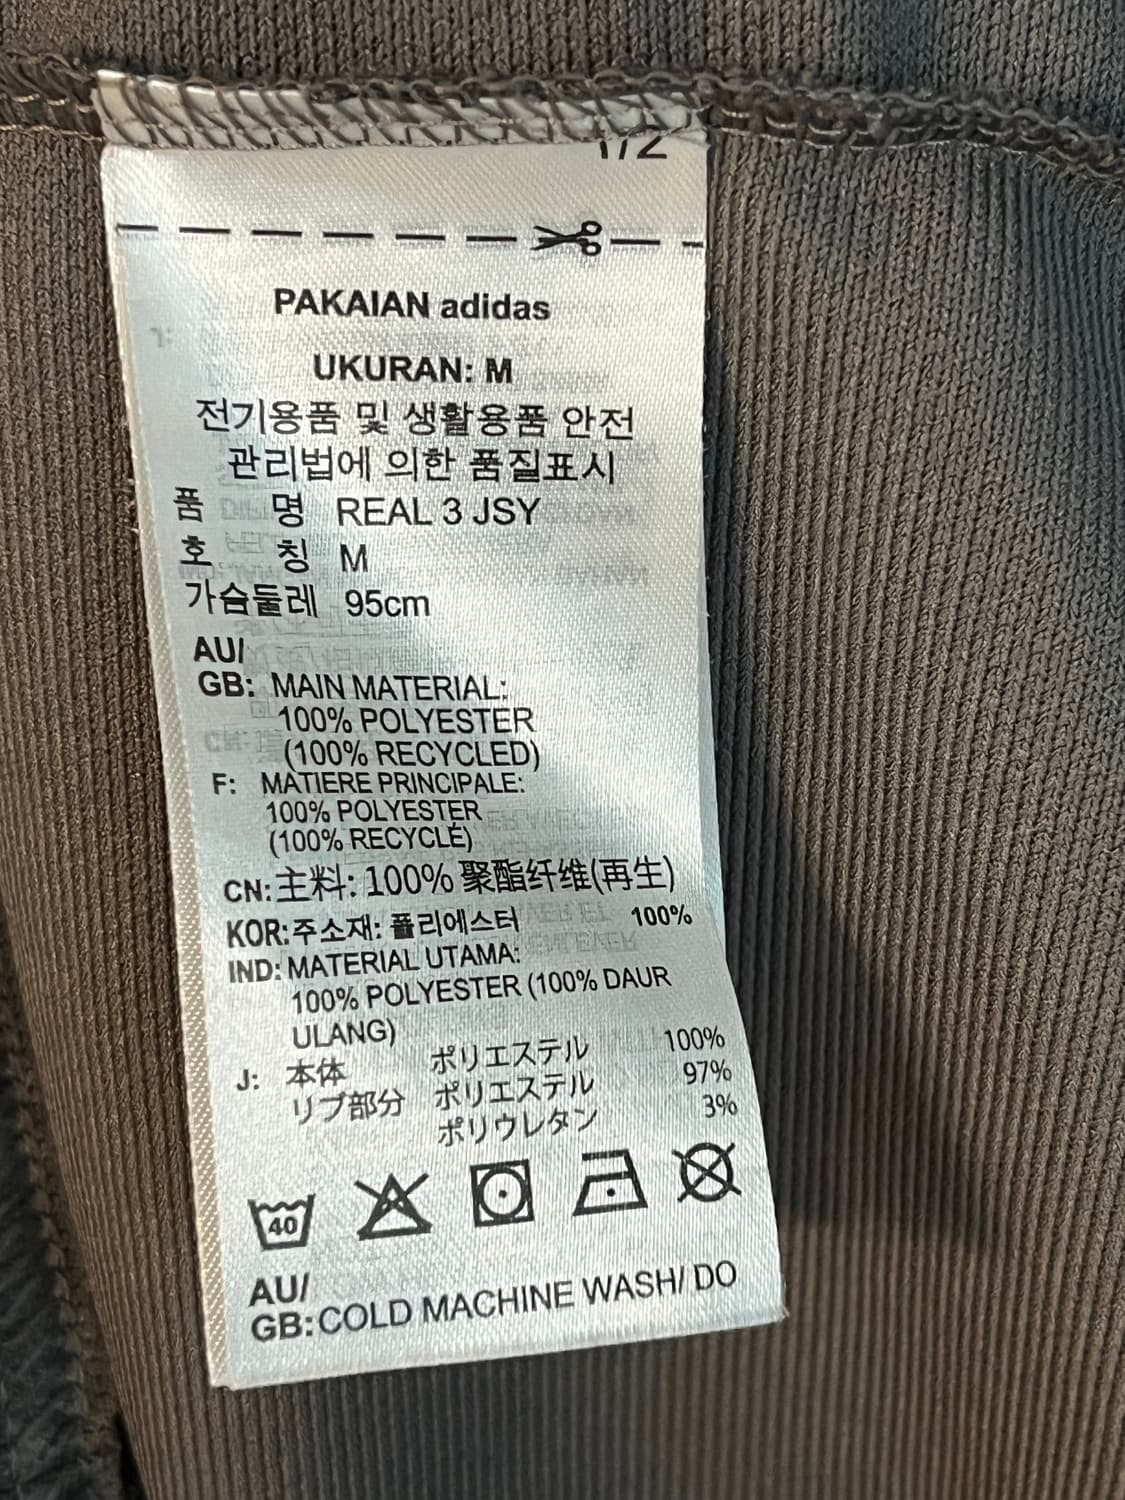 1/2
PAKAIAN adidas
UKURAN: M
전기용품 및 생활용품 안전
관리법에 의한 품질표시
품 명 REAL 3 JSY
호 칭 M
가슴둘레 95cm
AU/
GB: MAIN MATERIAL:
100% POLYESTER
(100% RECYCLED)
F: MATIERE PRINCIPALE:
100% POLYESTER
(100% RECYCLÉ)
CN: 主料: 100% 聚酯纤维(再生)
KOR: 주소재: 폴리에스터 100%
IND: MATERIAL UTAMA:
100% POLYESTER (100% DAUR
ULANG)
J: 本体 ポリエステル 100%
リブ部分 ポリエステル 97%
ポリウレタン 3%
40
AU/
GB: COLD MACHINE WASH/ DO